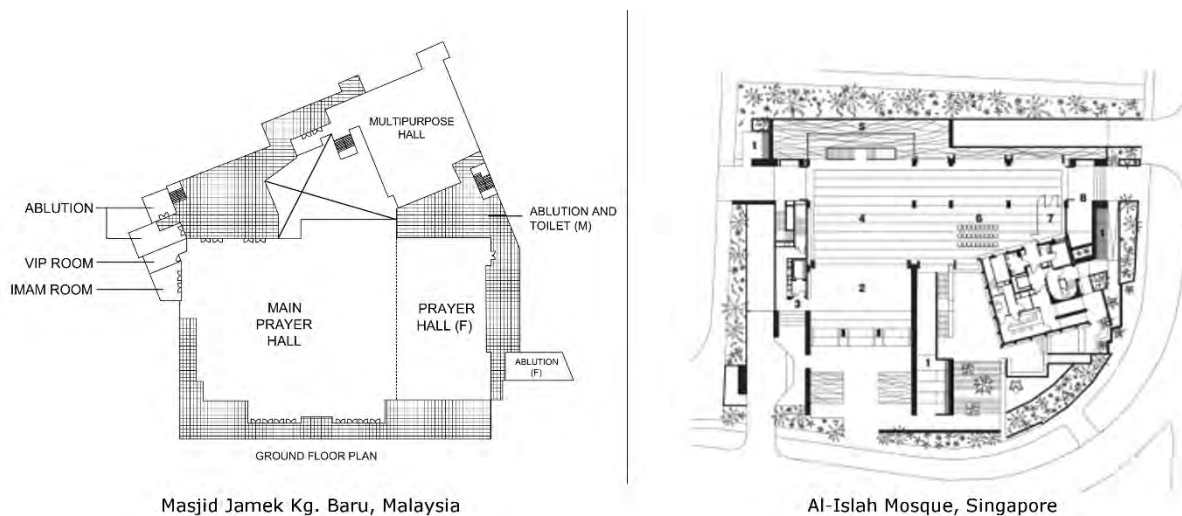 MULTIPURPOSE
HALL
ABLUTION
VIP ROOM
IMAM ROOM
ABLUTION AND
TOILET (M)
MAIN
PRAYER
HALL
PRAYER
HALL (F)
ABLUTION
(F)
GROUND FLOOR PLAN
Masjid Jamek Kg. Baru, Malaysia
5
1
8
4
6
7
1
2
3
1
Al-Islah Mosque, Singapore